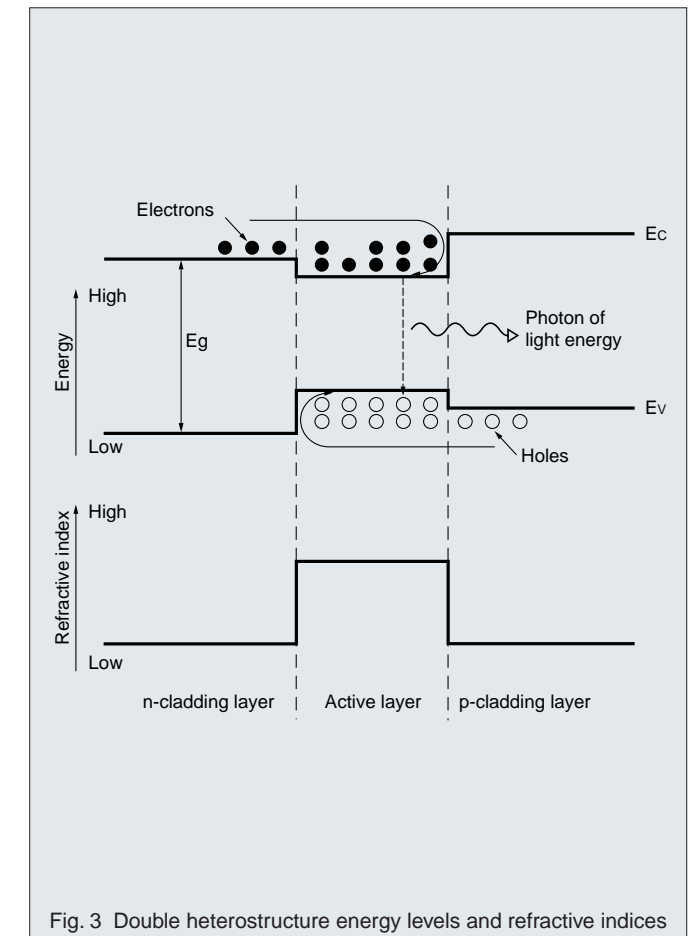 Electrons
Ec
High
Energy
Eg
Photon of
light energy
Ev
Low
Holes
High
Refractive index
Low
n-cladding layer
Active layer
p-cladding layer
Fig. 3 Double heterostructure energy levels and refractive indices